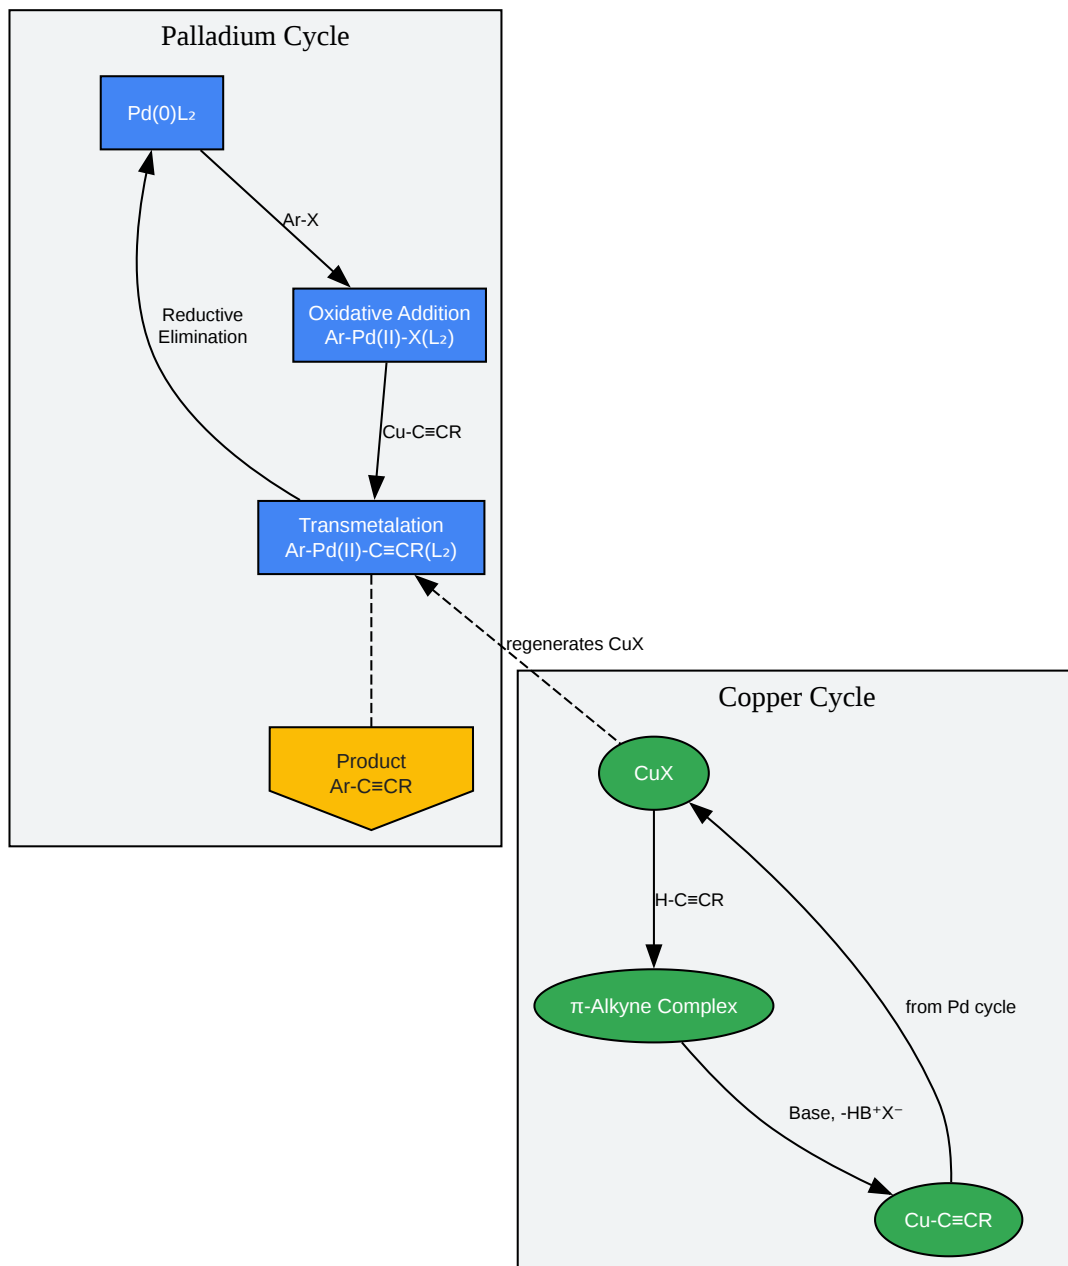 Palladium Cycle
Pd(0)L₂
Ar-X
Oxidative Addition
Ar-Pd(II)-X(L₂)
Reductive
Elimination
Cu-C≡CR
Transmetalation
Ar-Pd(II)-C≡CR(L₂)
regenerates CuX
Product
Ar-C≡CR
Copper Cycle
CuX
H-C≡CR
π-Alkyne Complex
from Pd cycle
Base, -HB⁺X⁻
Cu-C≡CR